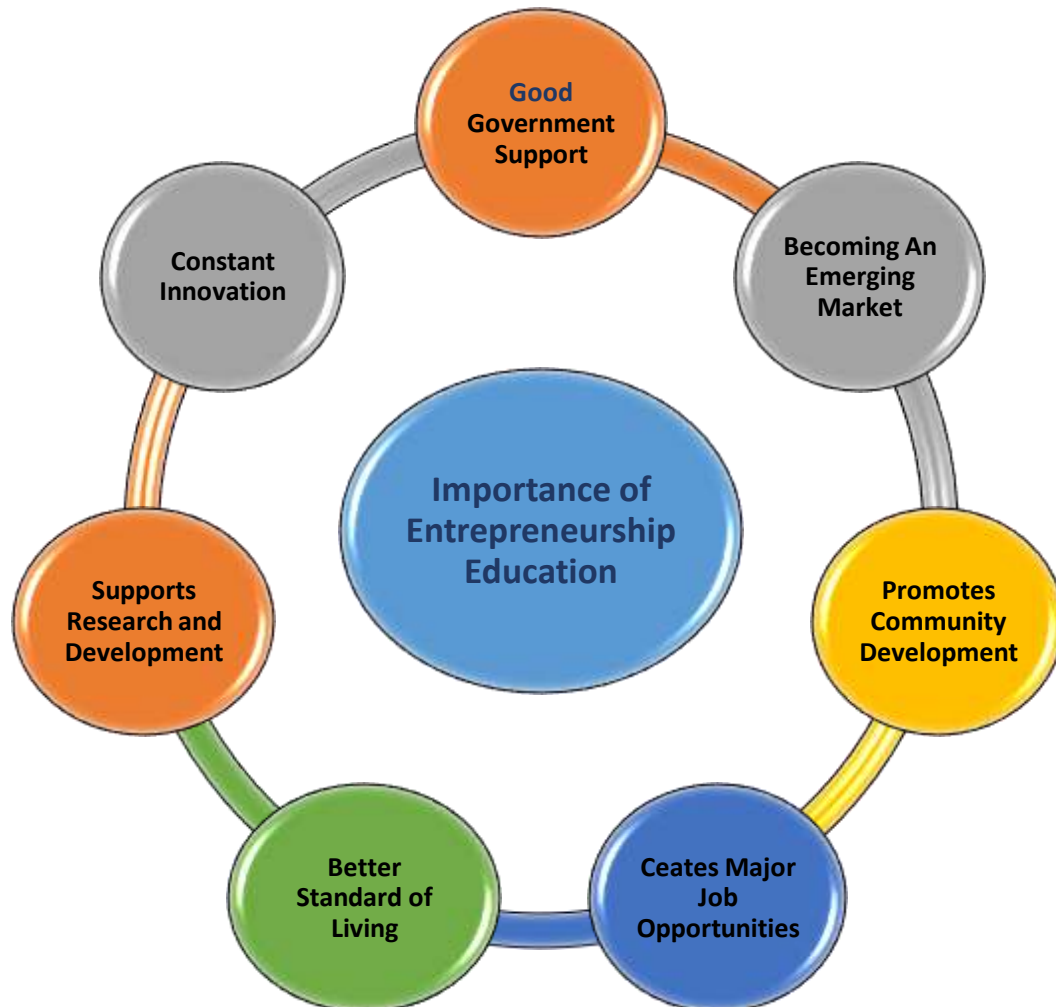 Good
Government
Support
Becoming An
Emerging
Market
Promotes
Community
Development
Ceates Major
Job
Opportunities
Better
Standard of
Living
Supports
Research and
Development
Constant
Innovation
Importance of
Entrepreneurship
Education